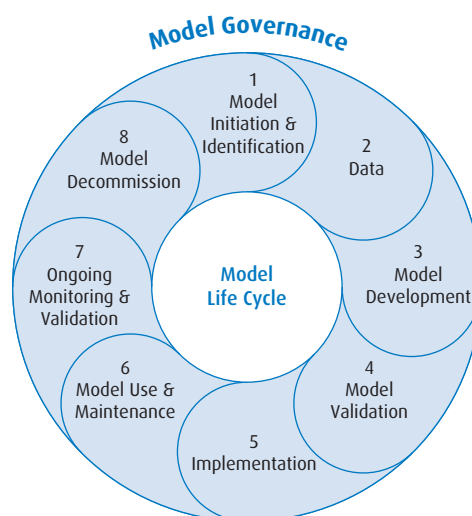 Model Governance
1
Model
Initiation &
Identification
2
Data
3
Model
Development
4
Model
Validation
5
Implementation
6
Model Use &
Maintenance
7
Ongoing
Monitoring &
Validation
8
Model
Decommission
Model
Life Cycle